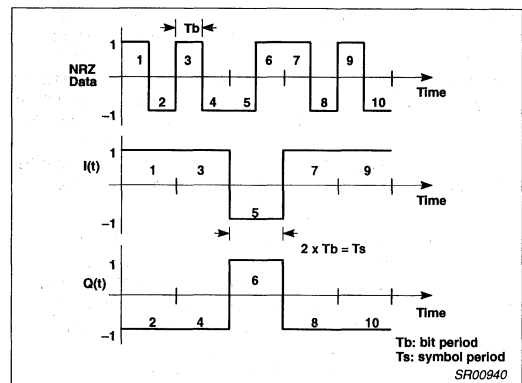 Tb
1
NRZ
Data
-1
1 2 3 4 5 6 7 8 9 10
Time
1
I(t)
-1
1 3 5 7 9
Time
2 x Tb = Ts
1
Q(t)
-1
2 4 6 8 10
Time
Tb: bit period
Ts: symbol period
SR00940